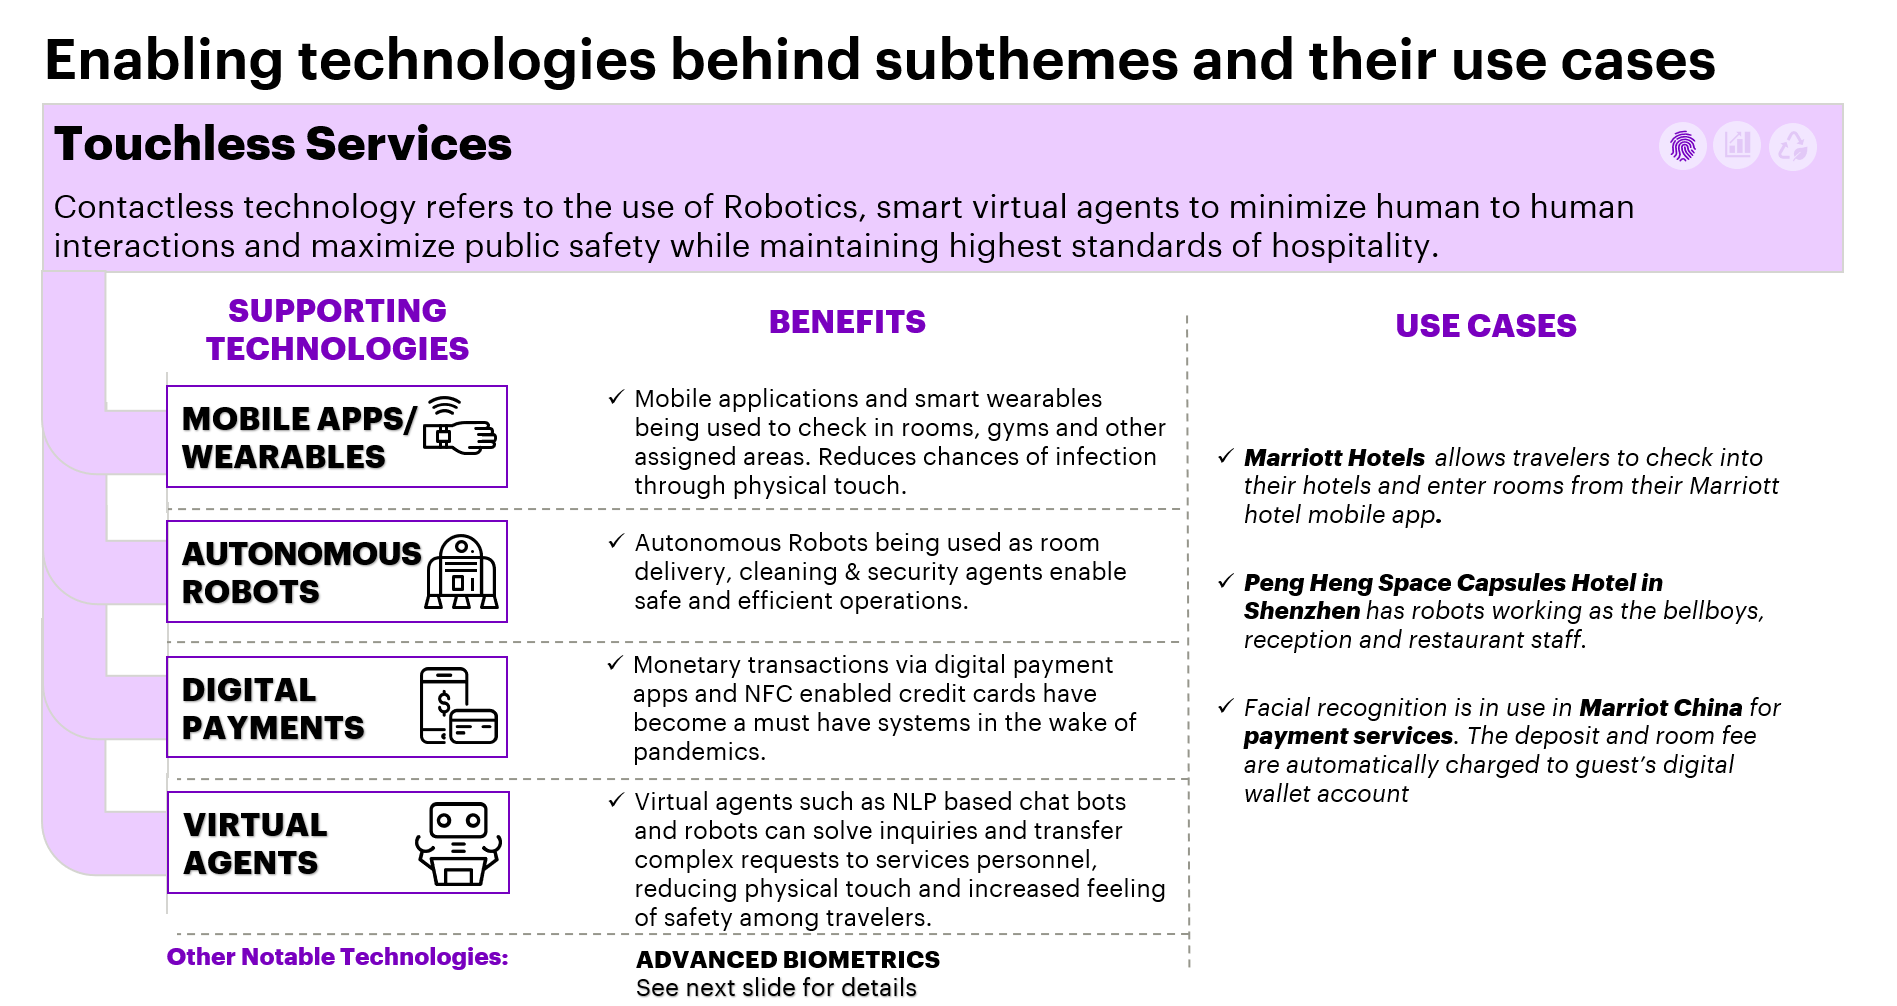 Enabling technologies behind subthemes and their use cases
Touchless Services
Contactless technology refers to the use of Robotics, smart virtual agents to minimize human to human
interactions and maximize public safety while maintaining highest standards of hospitality.
SUPPORTING
TECHNOLOGIES
BENEFITS
USE CASES
MOBILE APPS/
WEARABLES
✓ Mobile applications and smart wearables
being used to check in rooms, gyms and other
assigned areas. Reduces chances of infection
through physical touch.
AUTONOMOUS
ROBOTS
✓ Autonomous Robots being used as room
delivery, cleaning & security agents enable
safe and efficient operations.
DIGITAL
PAYMENTS
$
✓ Monetary transactions via digital payment
apps and NFC enabled credit cards have
become a must have systems in the wake of
pandemics.
VIRTUAL
AGENTS
✓ Virtual agents such as NLP based chat bots
and robots can solve inquiries and transfer
complex requests to services personnel,
reducing physical touch and increased feeling
of safety among travelers.
✓ Marriott Hotels allows travelers to check into
their hotels and enter rooms from their Marriott
hotel mobile app.
✓ Peng Heng Space Capsules Hotel in
Shenzhen has robots working as the bellboys,
reception and restaurant staff.
✓ Facial recognition is in use in Marriot China for
payment services. The deposit and room fee
are automatically charged to guest’s digital
wallet account
Other Notable Technologies:
ADVANCED BIOMETRICS
See next slide for details